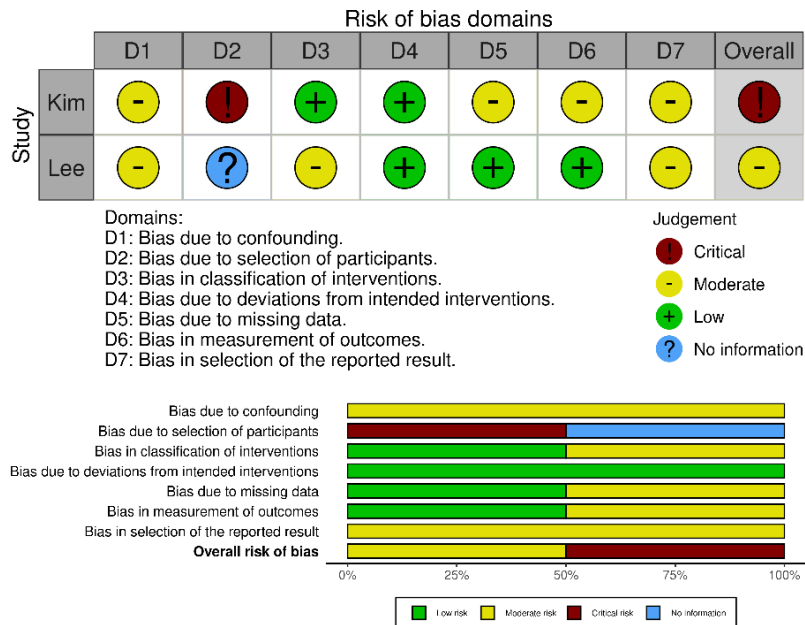 Risk of bias domains
D1 D2 D3 D4 D5 D6 D7 Overall
Study
Kim - ! + + - - - !
Lee - ? - + + + - -
Domains:
D1: Bias due to confounding.
D2: Bias due to selection of participants.
D3: Bias in classification of interventions.
D4: Bias due to deviations from intended interventions.
D5: Bias due to missing data.
D6: Bias in measurement of outcomes.
D7: Bias in selection of the reported result.
Judgement
! Critical
- Moderate
+ Low
? No information
Bias due to confounding
Bias due to selection of participants
Bias in classification of interventions
Bias due to deviations from intended interventions
Bias due to missing data
Bias in measurement of outcomes
Bias in selection of the reported result
Overall risk of bias
0% 25% 50% 75% 100%
Low risk Moderate risk Critical risk No information